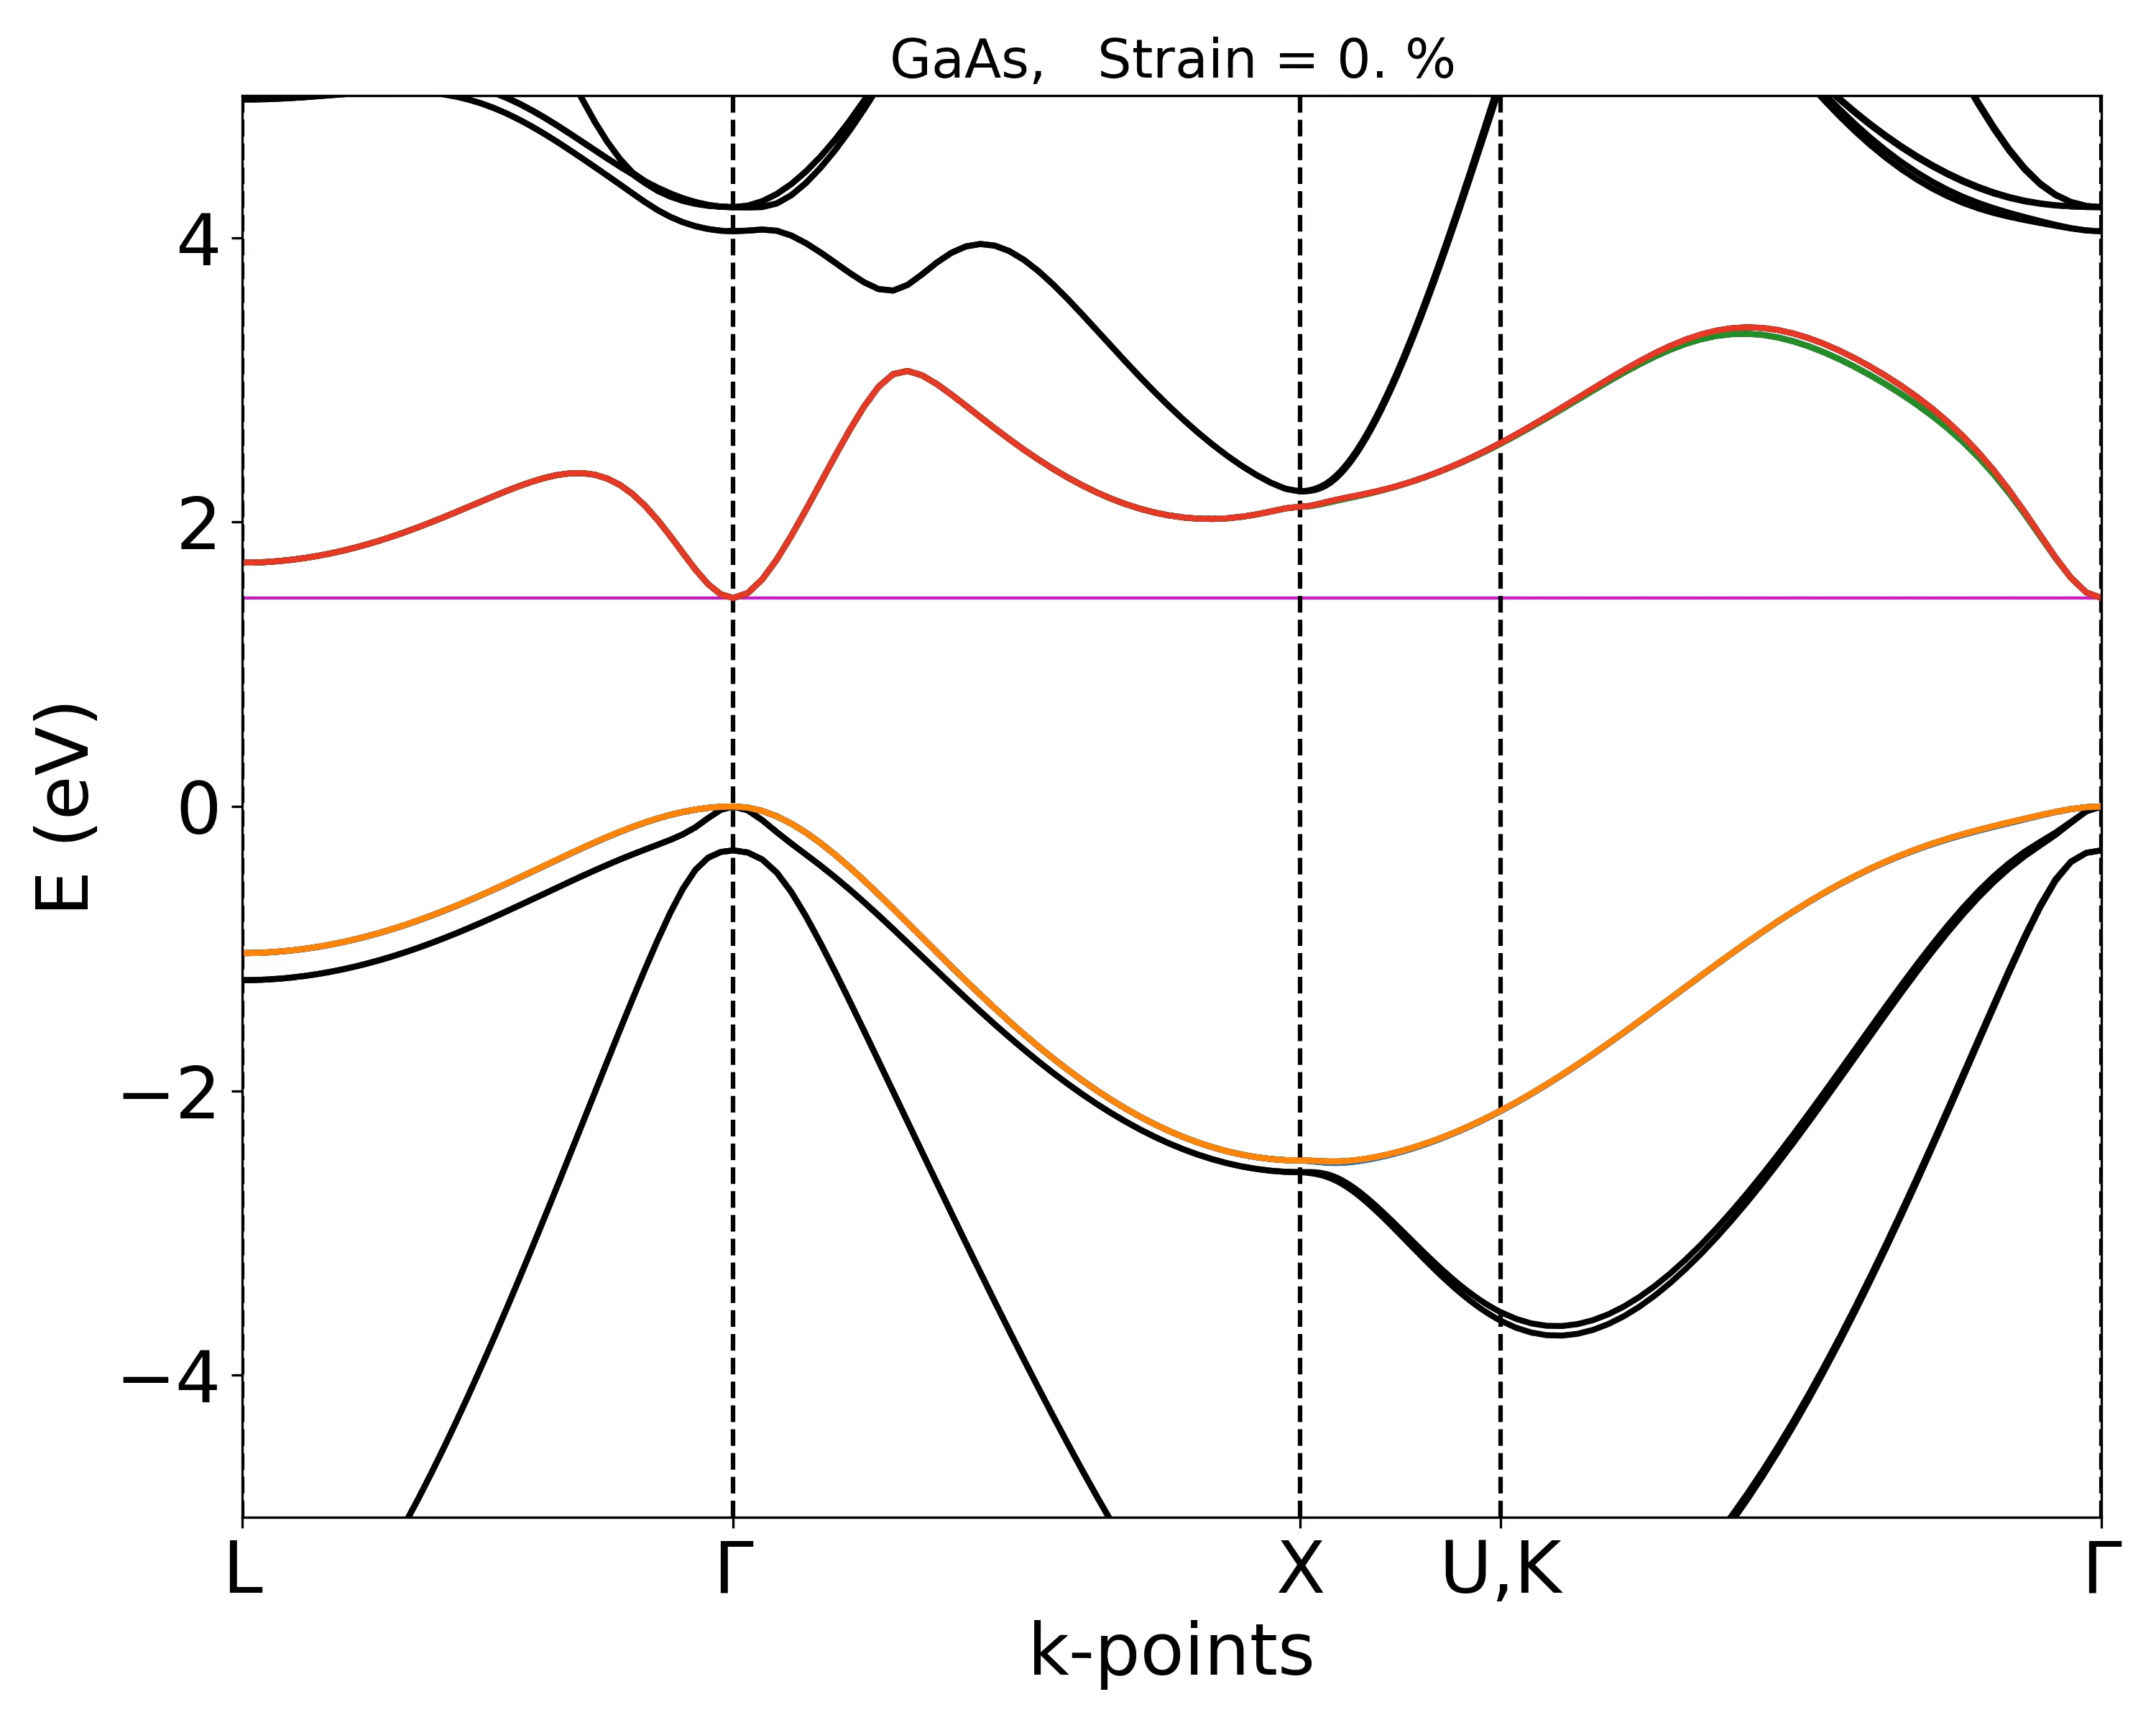 GaAs,   Strain = 0. %
E (eV)
4
2
0
−2
−4
L Γ X U,K Γ
k-points